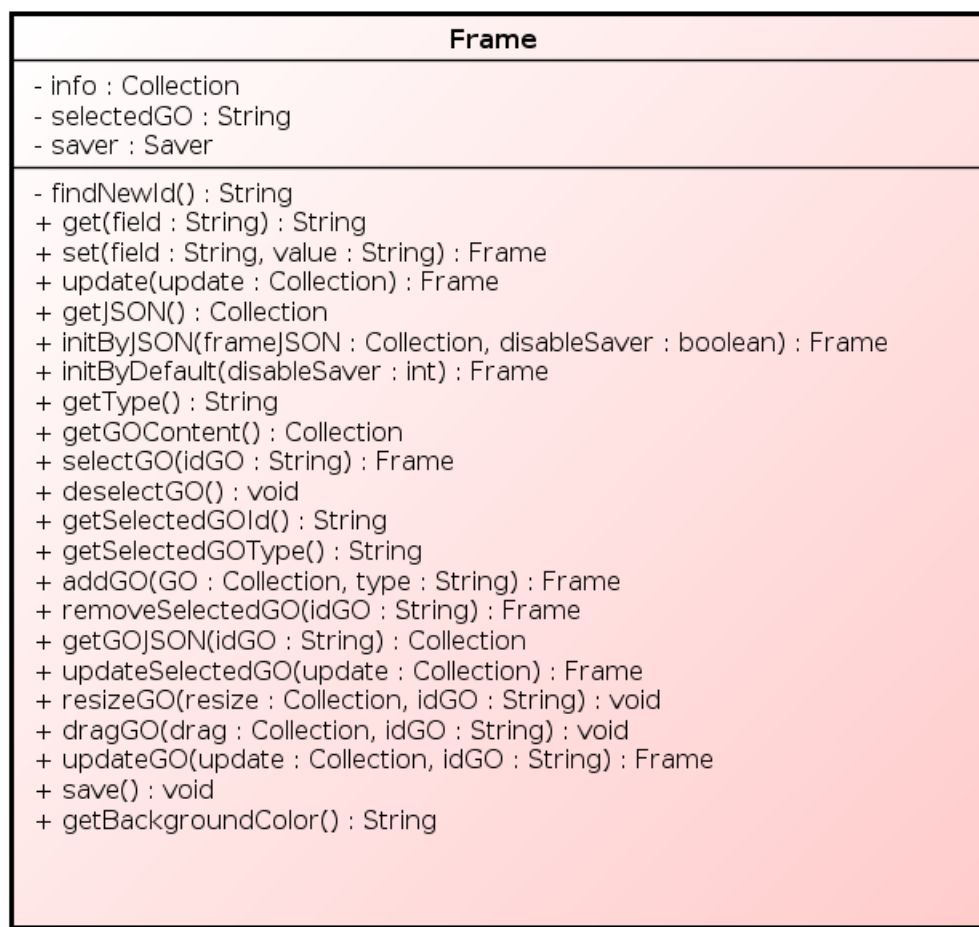 Frame
- info : Collection
- selectedGO : String
- saver : Saver
- findNewId() : String
+ get(field : String) : String
+ set(field : String, value : String) : Frame
+ update(update : Collection) : Frame
+ getJSON() : Collection
+ initByJSON(frameJSON : Collection, disableSaver : boolean) : Frame
+ initByDefault(disableSaver : int) : Frame
+ getType() : String
+ getGOContent() : Collection
+ selectGO(idGO : String) : Frame
+ deselectGO() : void
+ getSelectedGOId() : String
+ getSelectedGOType() : String
+ addGO(GO : Collection, type : String) : Frame
+ removeSelectedGO(idGO : String) : Frame
+ getGOJSON(idGO : String) : Collection
+ updateSelectedGO(update : Collection) : Frame
+ resizeGO(resize : Collection, idGO : String) : void
+ dragGO(drag : Collection, idGO : String) : void
+ updateGO(update : Collection, idGO : String) : Frame
+ save() : void
+ getBackgroundColor() : String